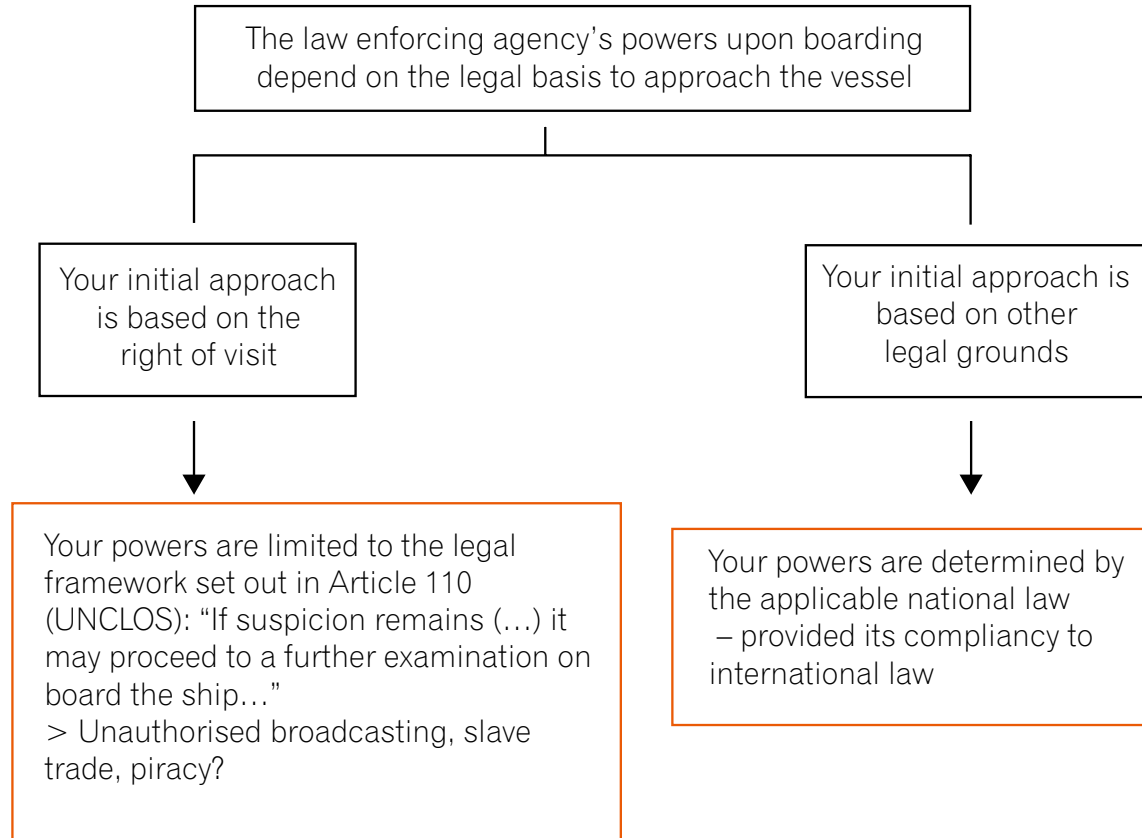 The law enforcing agency’s powers upon boarding
depend on the legal basis to approach the vessel
Your initial approach
is based on the
right of visit
Your initial approach is
based on other
legal grounds
Your powers are limited to the legal
framework set out in Article 110
(UNCLOS): “If suspicion remains (...) it
may proceed to a further examination on
board the ship...”
> Unauthorised broadcasting, slave
trade, piracy?
Your powers are determined by
the applicable national law
– provided its compliancy to
international law